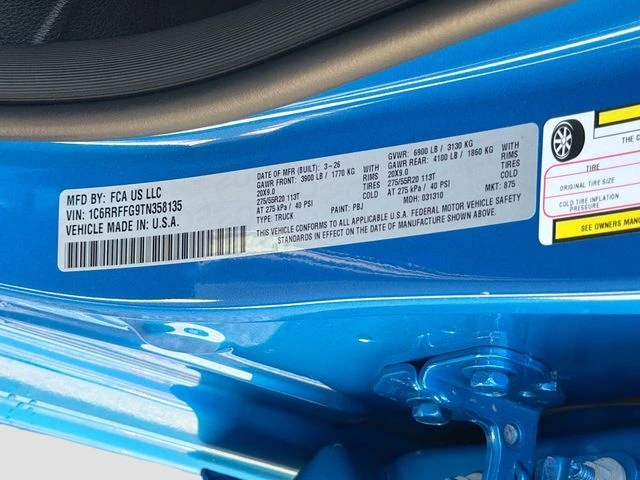 MFD BY: FCA US LLC
VIN: 1C6RRFFG9TN358135
VEHICLE MADE IN: U.S.A.
DATE OF MFR (BUILT): 3-26
GAWR FRONT: 3900 LB / 1770 KG WITH
20X9.0 RIMS
275/55R20 113T TIRES
AT 275 kPa / 40 PSI COLD
TYPE: TRUCK PAINT: PBJ
GVWR: 6900 LB / 3130 KG
GAWR REAR: 4100 LB / 1860 KG WITH
20X9.0 RIMS
275/55R20 113T TIRES
AT 275 kPa / 40 PSI COLD
MDH: 031310 MKT: 875
THIS VEHICLE CONFORMS TO ALL APPLICABLE U.S.A. FEDERAL MOTOR VEHICLE SAFETY
STANDARDS IN EFFECT ON THE DATE OF MANUFACTURE SHOWN ABOVE.
THE C
TIRE
ORIGINAL TIRE SIZE
COLD TIRE INFLATION
PRESSURE
SEE OWNERS MANU